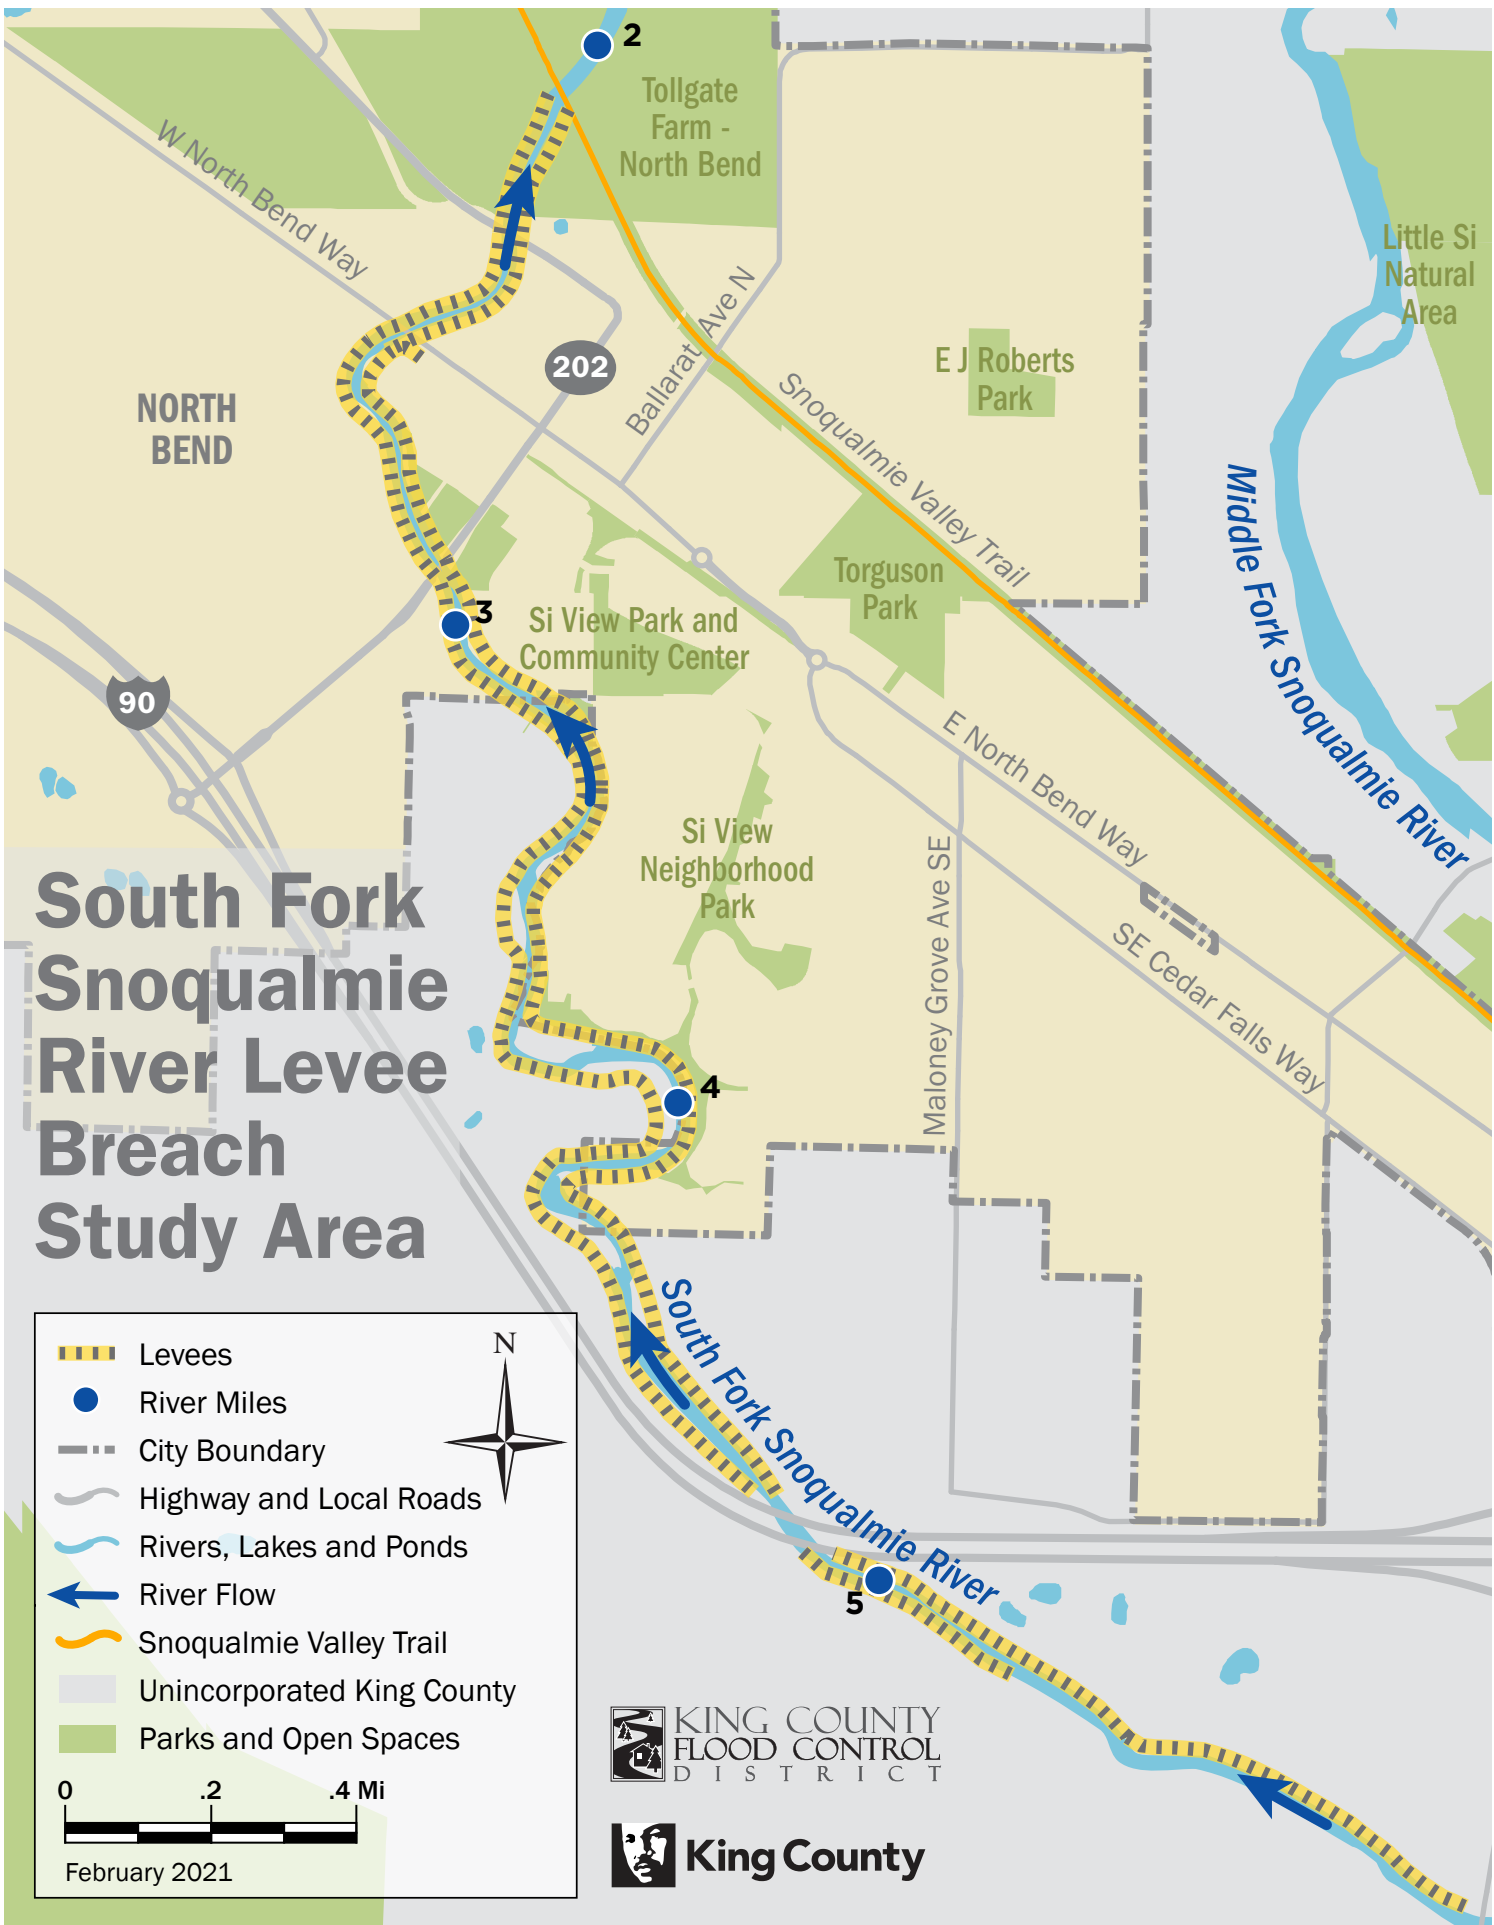 2
Tollgate
Farm -
North Bend
W North Bend Way
Little Si
Natural
Area
Ballarat Ave N
202
E J Roberts
Park
NORTH
BEND
Snoqualmie Valley Trail
Middle Fork Snoqualmie River
Torguson
Park
3
Si View Park and
Community Center
90
E North Bend Way
Si View
Neighborhood
Park
Maloney Grove Ave SE
SE Cedar Falls Way
South Fork
Snoqualmie
River Levee
Breach
Study Area
4
South Fork Snoqualmie River
5
N
Levees
River Miles
City Boundary
Highway and Local Roads
Rivers, Lakes and Ponds
River Flow
Snoqualmie Valley Trail
Unincorporated King County
Parks and Open Spaces
0 .2 .4 Mi
February 2021
KING COUNTY
FLOOD CONTROL
DISTRICT
King County